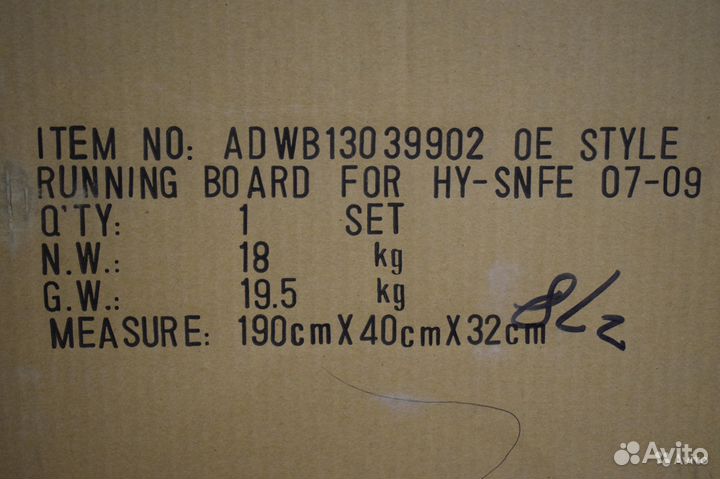 ITEM NO: ADWB13039902 OE STYLE
RUNNING BOARD FOR HY-SNFE 07-09
Q'TY: 1 SET
N.W.: 18 kg
G.W.: 19.5 kg
MEASURE: 190cmX40cmX32cm
Avito